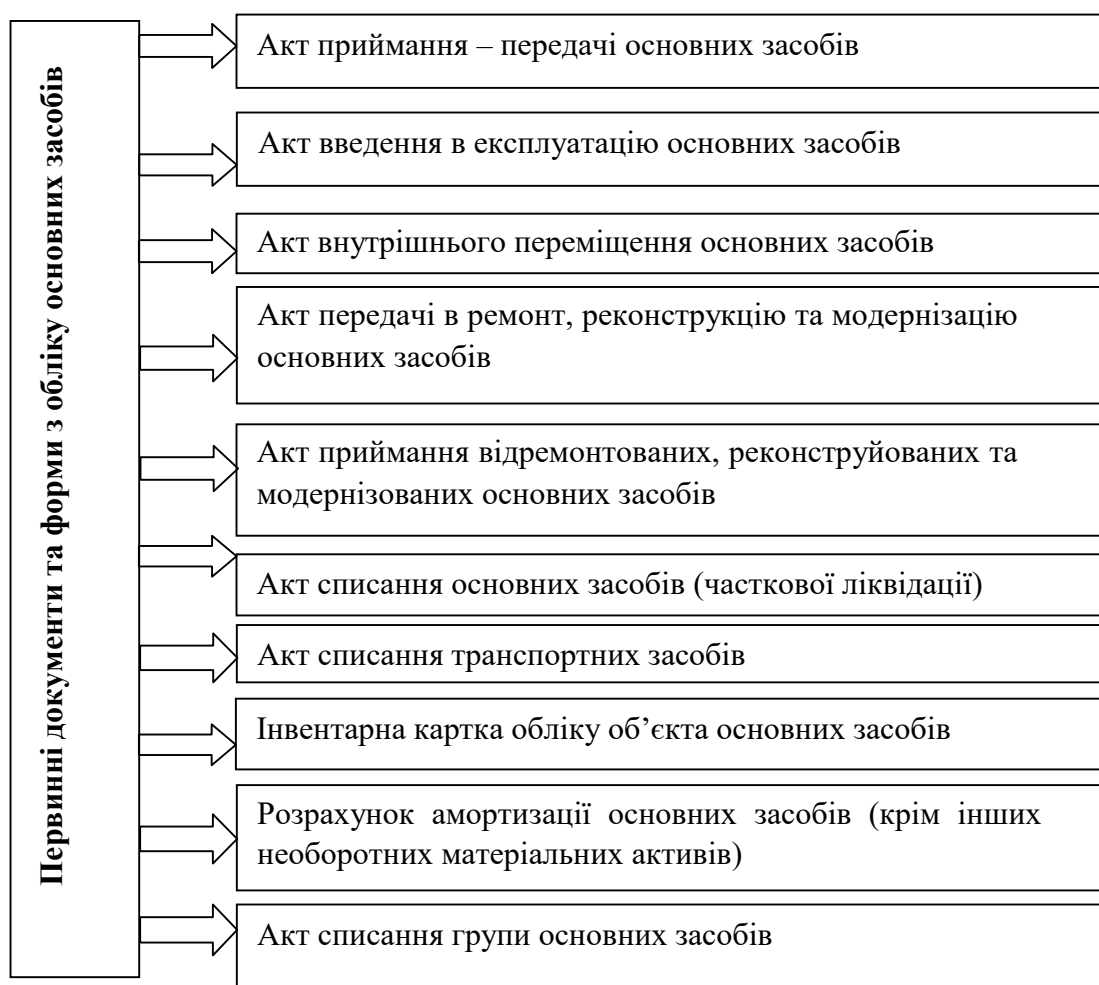 Первинні документи та форми з обліку основних засобів
Акт приймання – передачі основних засобів
Акт введення в експлуатацію основних засобів
Акт внутрішнього переміщення основних засобів
Акт передачі в ремонт, реконструкцію та модернізацію
основних засобів
Акт приймання відремонтованих, реконструйованих та
модернізованих основних засобів
Акт списання основних засобів (часткової ліквідації)
Акт списання транспортних засобів
Інвентарна картка обліку об’єкта основних засобів
Розрахунок амортизації основних засобів (крім інших
необоротних матеріальних активів)
Акт списання групи основних засобів